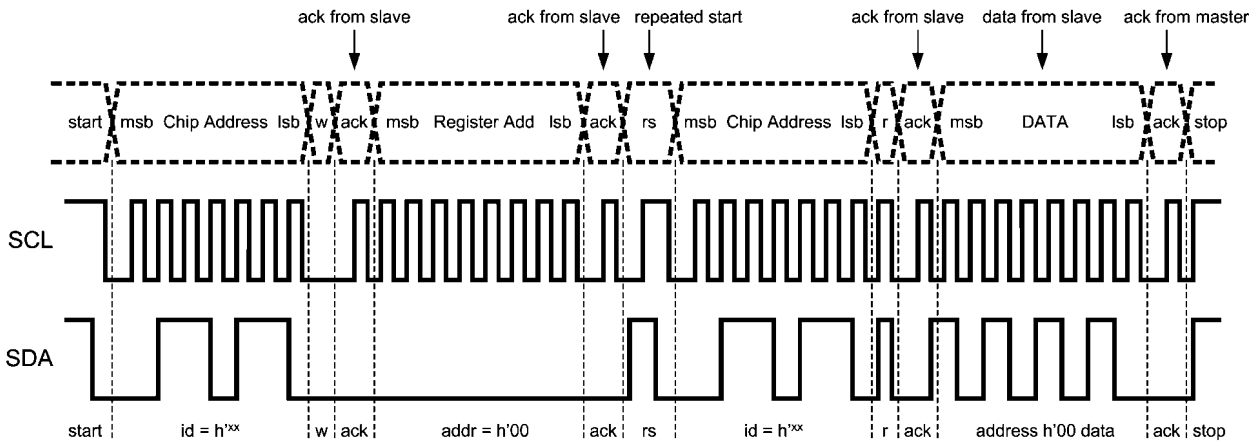 ack from slave ack from slave repeated start ack from slave data from slave ack from master
start msb Chip Address lsb w ack msb Register Add lsb ack rs msb Chip Address lsb r ack msb DATA lsb ack stop
SCL
SDA
start id = h'xx w ack addr = h'00 ack rs id = h'xx r ack address h'00 data ack stop